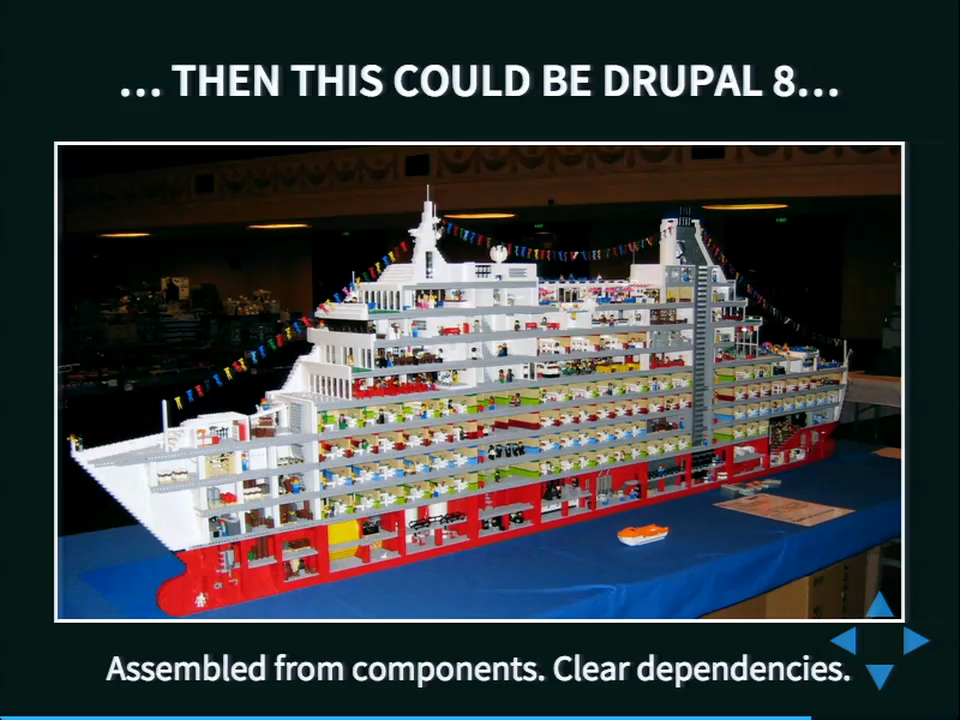 ... THEN THIS COULD BE DRUPAL 8...
Assembled from components. Clear dependencies.